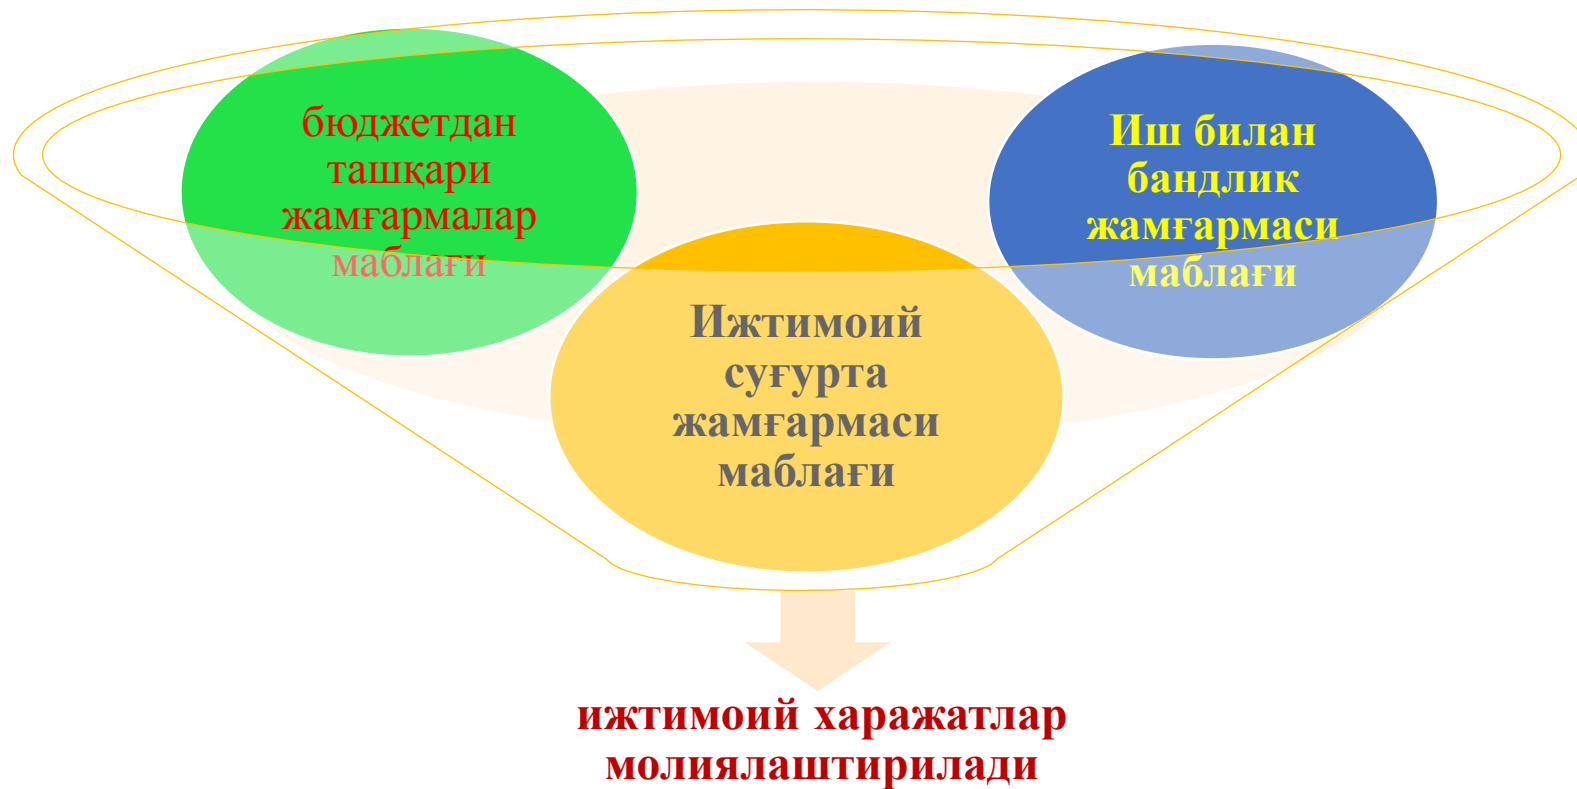 бюджетдан
ташқари
жамғармалар
маблағи
Иш билан
бандлик
жамғармаси
маблағи
Ижтимоий
суғурта
жамғармаси
маблағи
ижтимоий харажатлар
молиялаштирилади